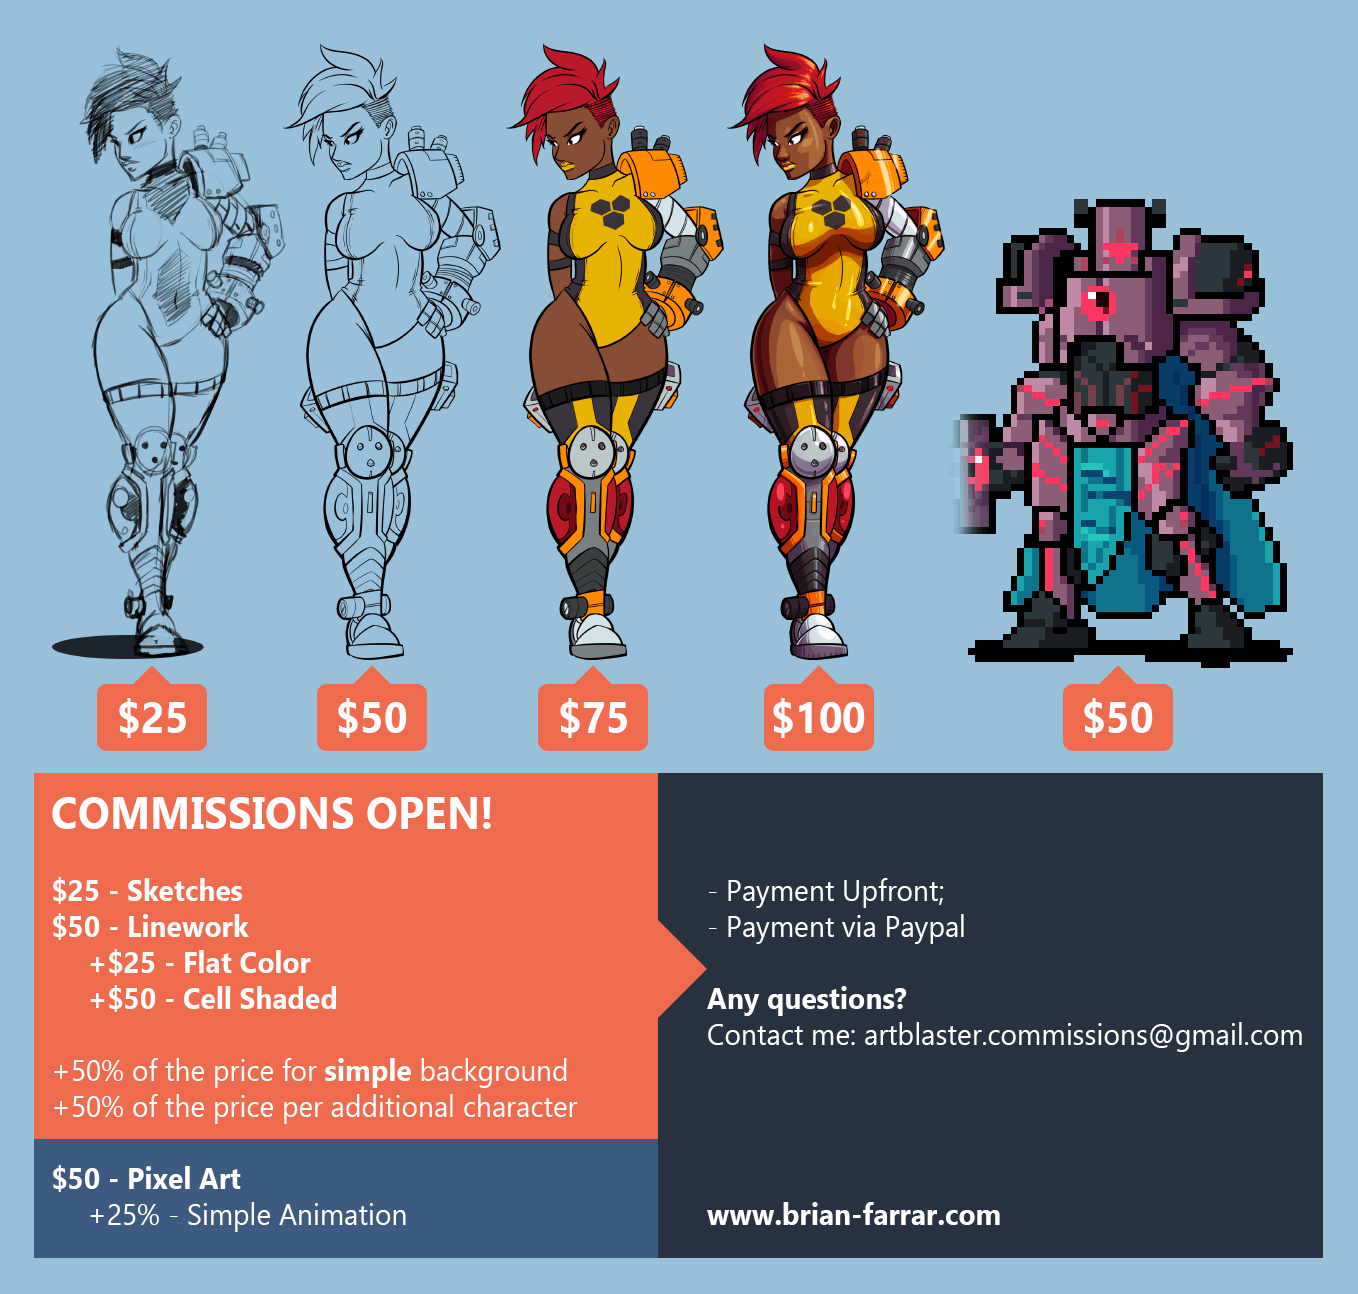 $25
$50
$75
$100
$50
COMMISSIONS OPEN!
$25 - Sketches
$50 - Linework
+$25 - Flat Color
+$50 - Cell Shaded
+50% of the price for simple background
+50% of the price per additional character
$50 - Pixel Art
+25% - Simple Animation
- Payment Upfront;
- Payment via Paypal
Any questions?
Contact me: artblaster.commissions@gmail.com
www.brian-farrar.com